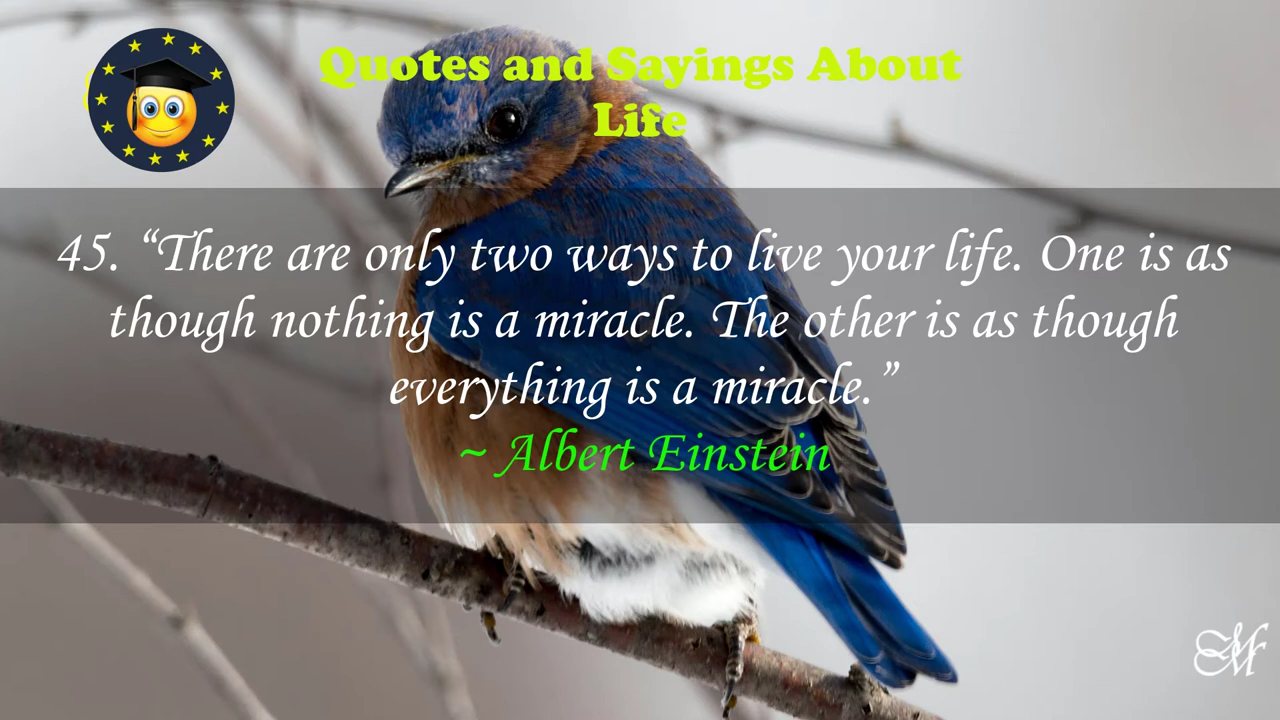 Quotes and Sayings About
Life
45. “There are only two ways to live your life. One is as
though nothing is a miracle. The other is as though
everything is a miracle.”
~ Albert Einstein